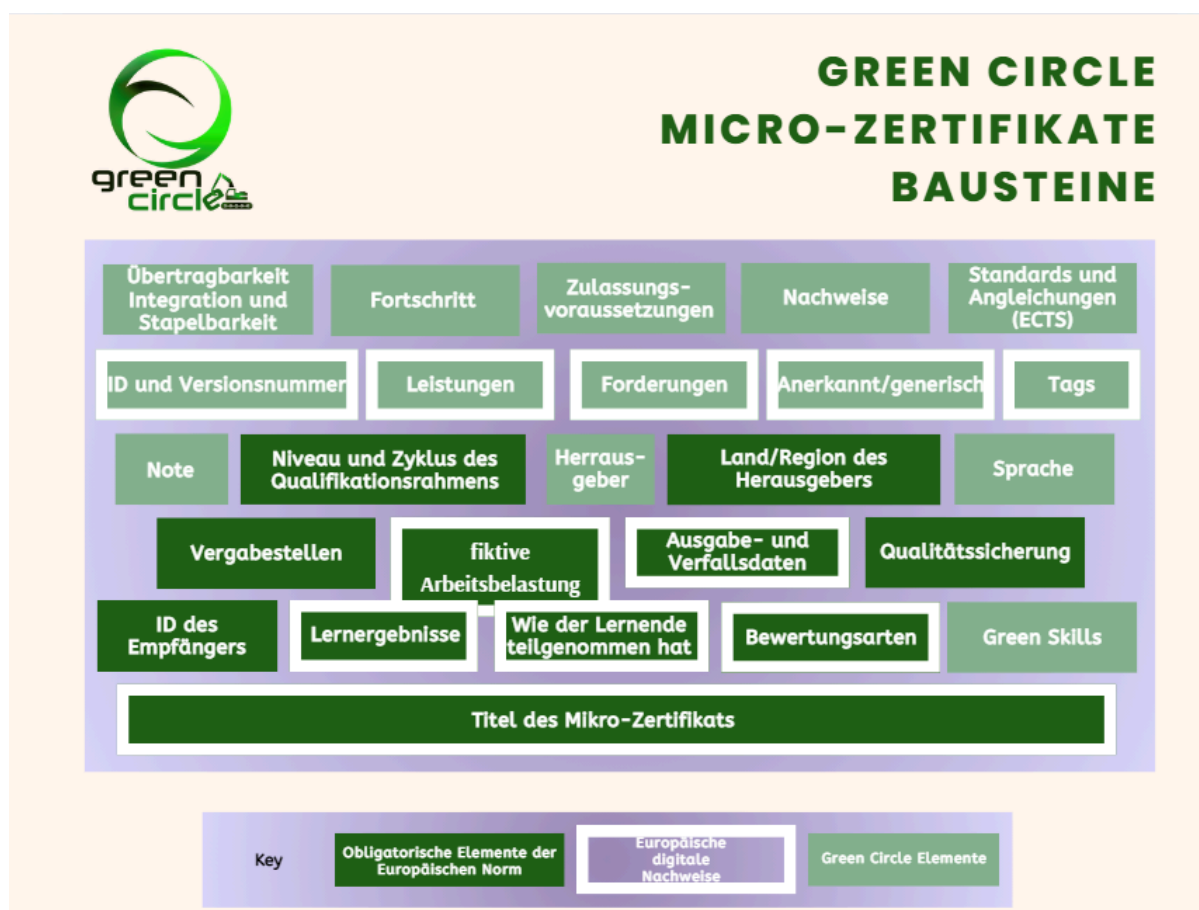 green
circle
GREEN CIRCLE
MICRO-ZERTIFIKATE
BAUSTEINE
Übertragbarkeit
Integration und
Stapelbarkeit
Fortschritt
Zulassungs-
voraussetzungen
Nachweise
Standards und
Angleichungen
(ECTS)
ID und Versionsnummer
Leistungen
Forderungen
Anerkannt/generisch
Tags
Note
Niveau und Zyklus des
Qualifikationsrahmens
Herraus-
geber
Land/Region des
Herausgebers
Sprache
Vergabestellen
fiktive
Arbeitsbelastung
Ausgabe- und
Verfallsdaten
Qualitätssicherung
ID des
Empfängers
Lernergebnisse
Wie der Lernende
teilgenommen hat
Bewertungsarten
Green Skills
Titel des Mikro-Zertifikats
Key
Obligatorische Elemente der
Europäischen Norm
Europäische
digitale
Nachweise
Green Circle Elemente